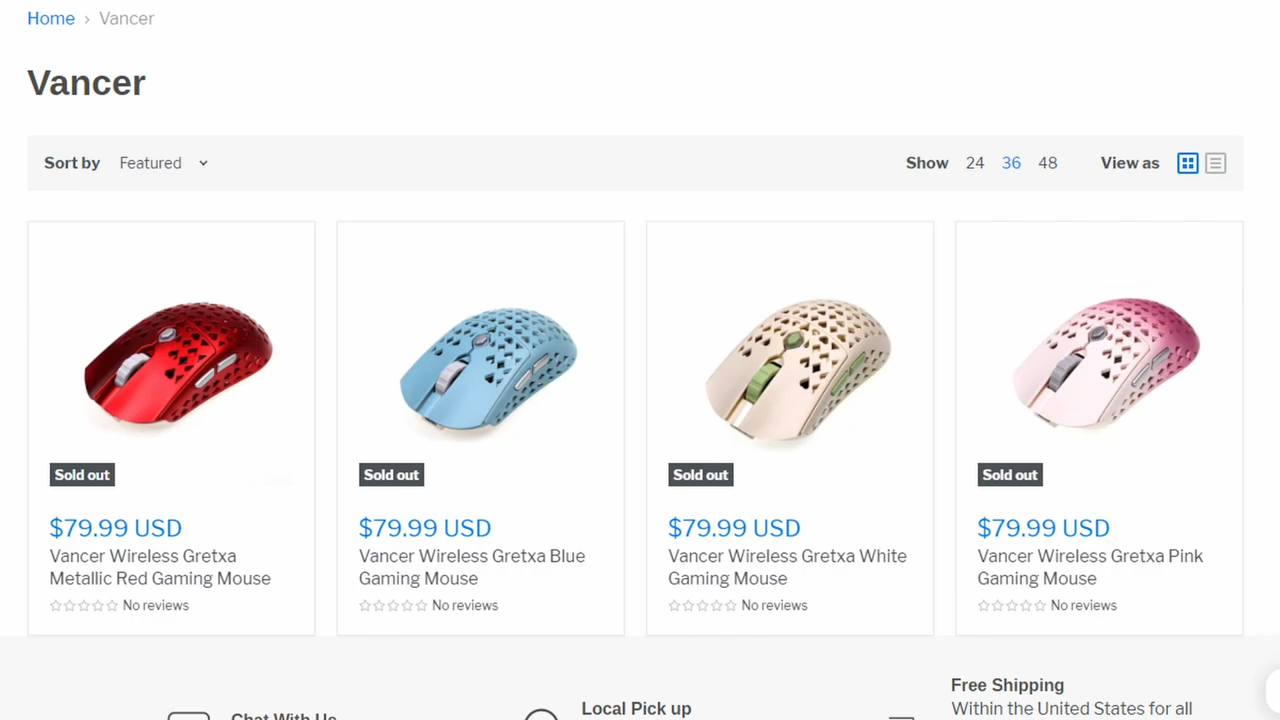 Home › Vancer
Vancer
Sort by Featured
Show 24 36 48 View as
Sold out
$79.99 USD
Vancer Wireless Gretxa
Metallic Red Gaming Mouse
No reviews
Sold out
$79.99 USD
Vancer Wireless Gretxa Blue
Gaming Mouse
No reviews
Sold out
$79.99 USD
Vancer Wireless Gretxa White
Gaming Mouse
No reviews
Sold out
$79.99 USD
Vancer Wireless Gretxa Pink
Gaming Mouse
No reviews
Chat With Us
Local Pick up
Free Shipping
Within the United States for all